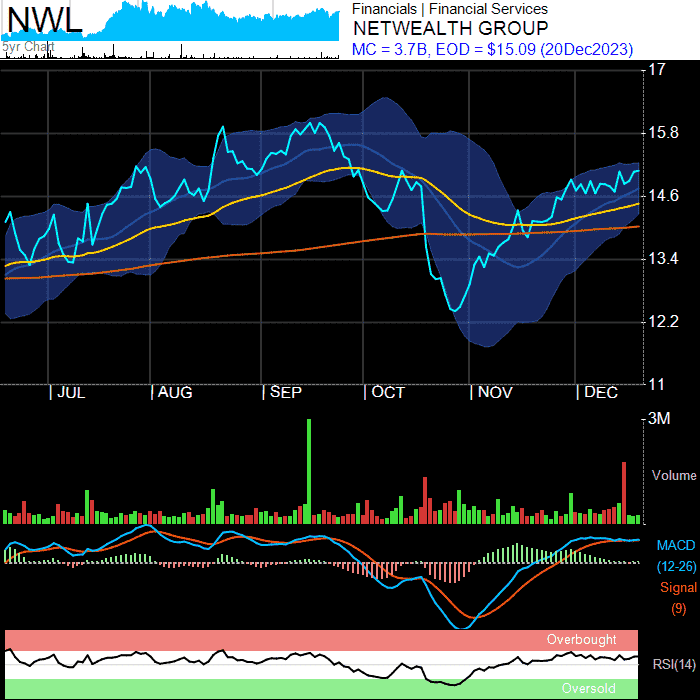 NWL
5yr Chart
Financials | Financial Services
NETWEALTH GROUP
MC = 3.7B, EOD = $15.09 (20Dec2023)
17
15.8
14.6
13.4
12.2
11
JUL
AUG
SEP
OCT
NOV
DEC
3M
Volume
MACD
(12-26)
Signal
(9)
Overbought
RSI(14)
Oversold